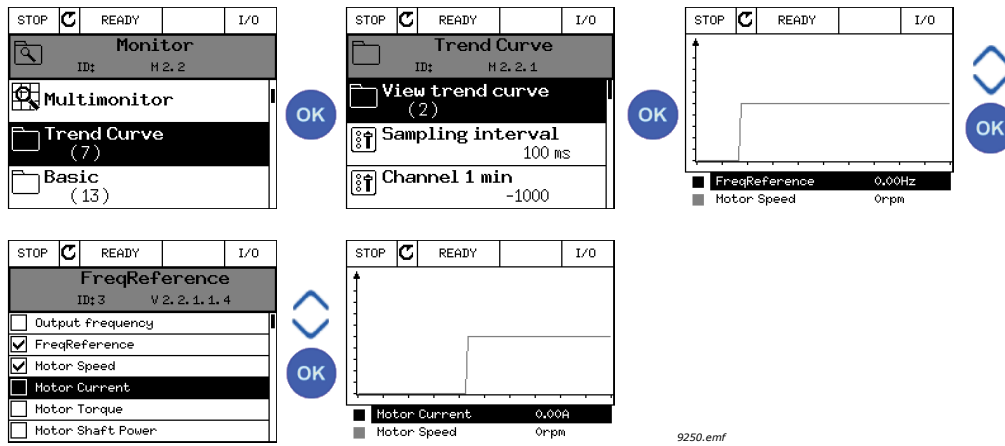 STOP READY I/O
Monitor
ID: M2.2
Multimonitor
Trend Curve
(7)
Basic
(13)
OK
STOP READY I/O
Trend Curve
ID: M2.2.1
View trend curve
(2)
Sampling interval
100 ms
Channel 1 min
-1000
OK
STOP READY I/O
FreqReference 0.00Hz
Motor Speed 0rpm
OK
STOP READY I/O
FreqReference
ID:3 V2.2.1.1.4
Output frequency
FreqReference
Motor Speed
Motor Current
Motor Torque
Motor Shaft Power
OK
STOP READY I/O
Motor Current 0.00A
Motor Speed 0rpm
9250.emf